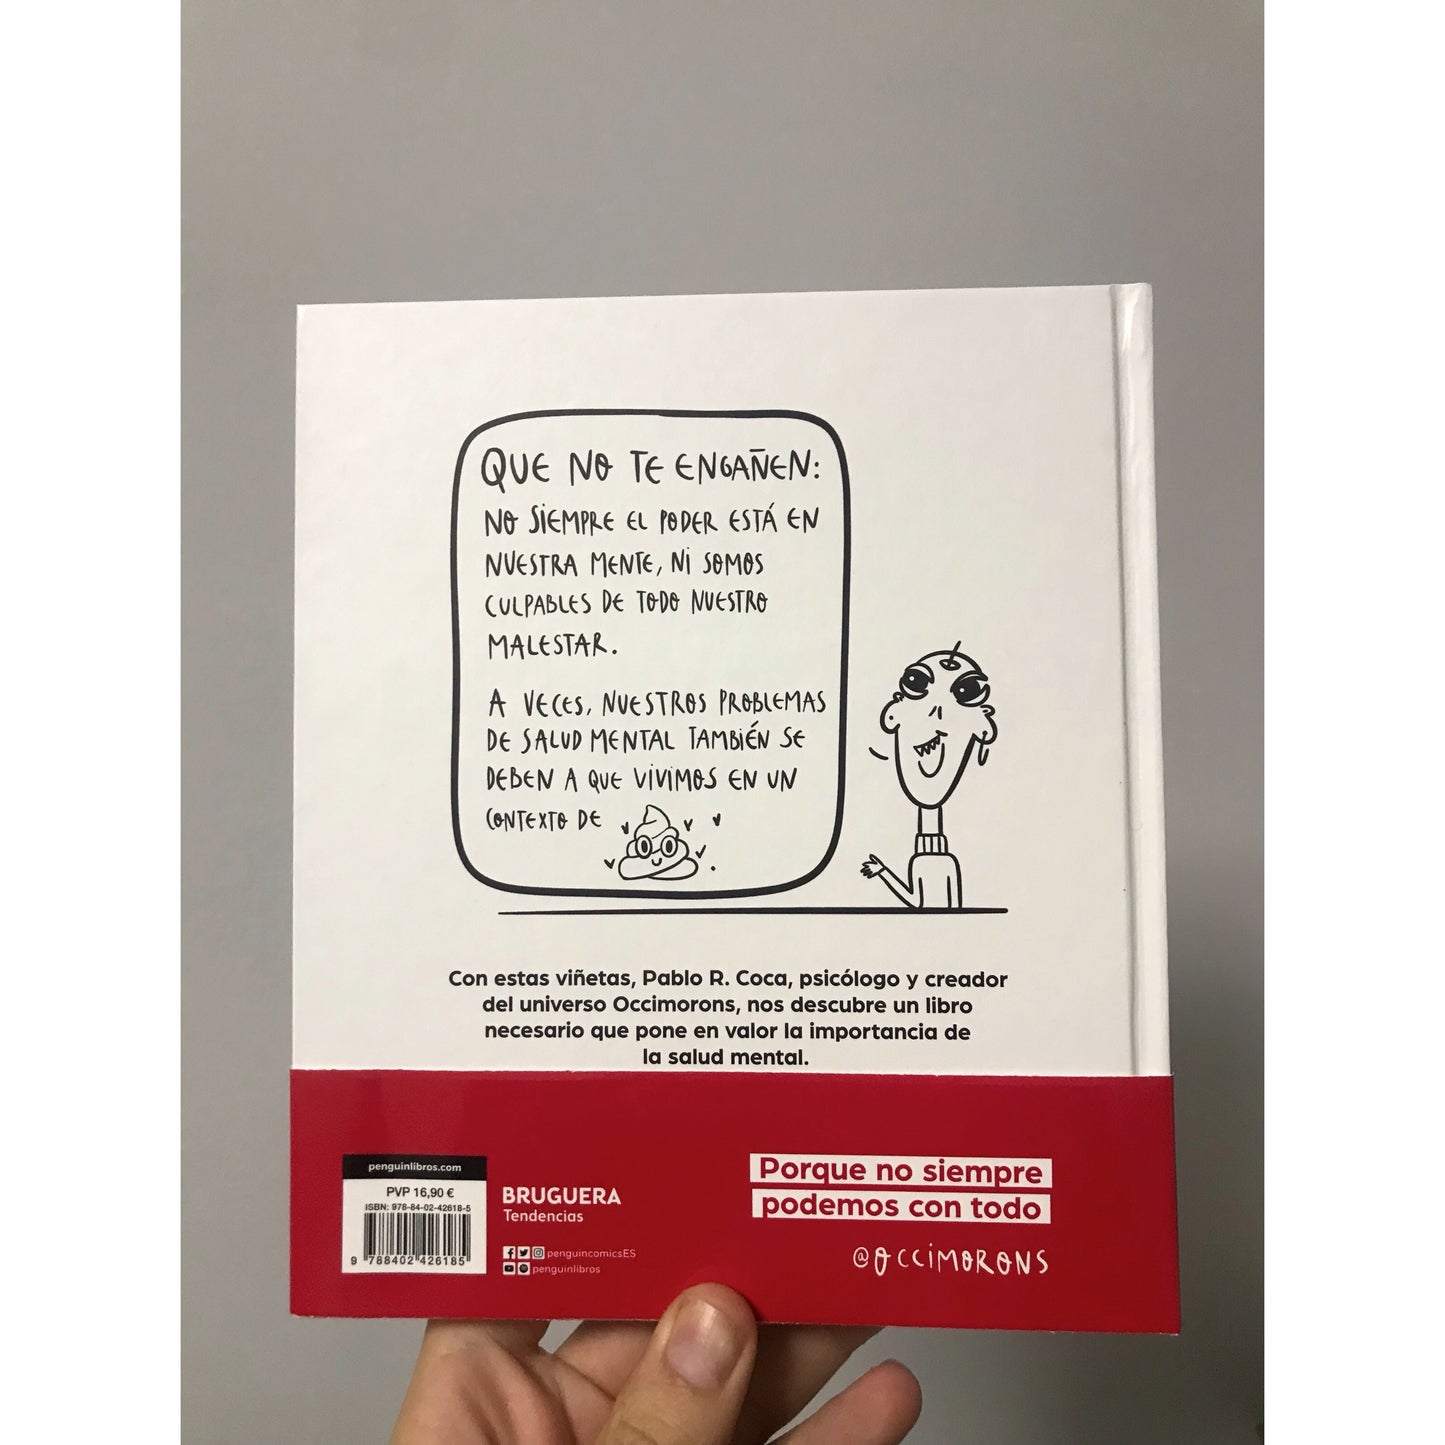 QUE NO TE ENGAÑEN:
NO SIEMPRE EL PODER ESTÁ EN
NUESTRA MENTE, NI SOMOS
CULPABLES DE TODO NUESTRO
MALESTAR.
A VECES, NUESTROS PROBLEMAS
DE SALUD MENTAL TAMBIÉN SE
DEBEN A QUE VIVIMOS EN UN
CONTEXTO DE .
Con estas viñetas, Pablo R. Coca, psicólogo y creador
del universo Occimorons, nos descubre un libro
necesario que pone en valor la importancia de
la salud mental.
penguinlibros.com
PVP 16,90 €
ISBN: 978-84-02-42618-5
9 788402 426185
BRUGUERA
Tendencias
penguincomicsES
penguinlibros
Porque no siempre
podemos con todo
@OCCIMORONS